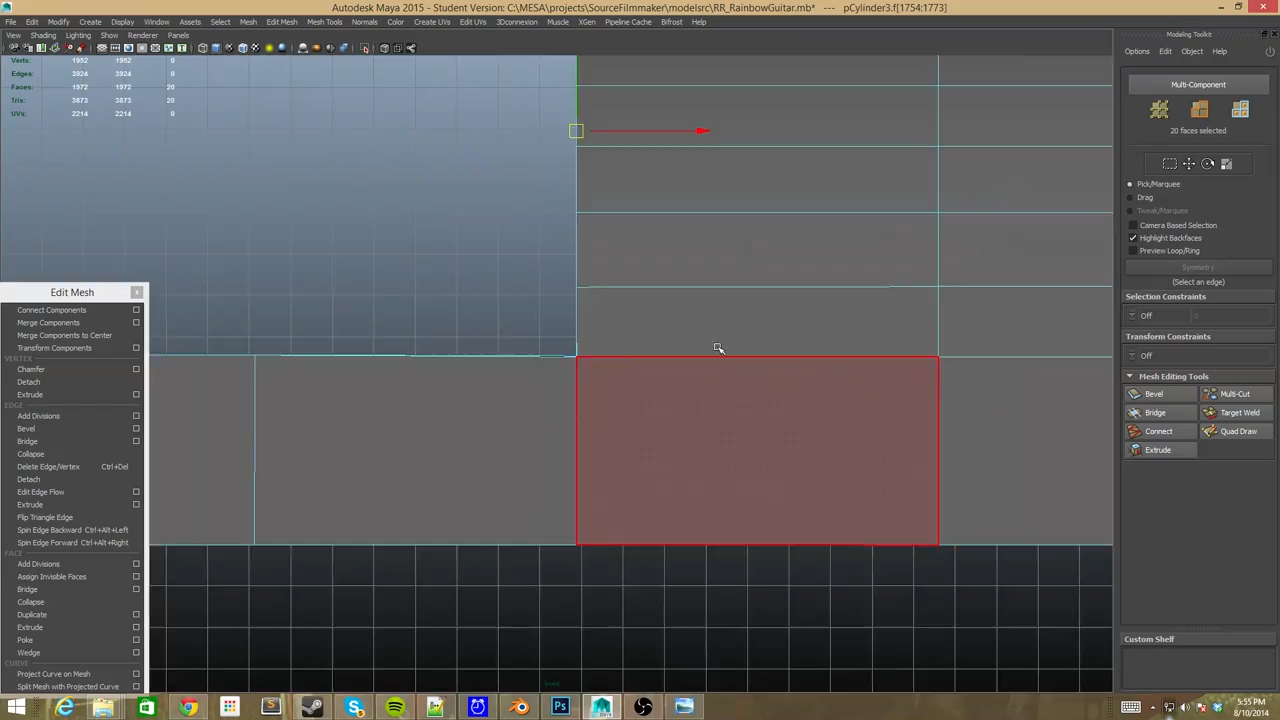 Autodesk Maya 2015 - Student Version: C:\MESA\projects\SourceFilmmaker\modelsrc\RR_RainbowGuitar.mb* --- pCylinder3.f[1754:1773]
File Edit Modify Create Display Window Assets Select Mesh Edit Mesh Mesh Tools Normals Color Create UVs Edit UVs 3Dconnexion Muscle XGen Pipeline Cache Bifrost Help
View Shading Lighting Show Renderer Panels
Modeling Toolkit
Options Edit Object Help
Verts: 1952 1952 0
Edges: 3924 3924 0
Faces: 1972 1972 20
Tris: 3873 3873 20
UVs: 2214 2214 0
Multi-Component
20 faces selected
Pick/Marquee
Drag
Tweak/Marquee
Camera Based Selection
Highlight Backfaces
Preview Loop/Ring
Symmetry
(Select an edge)
Selection Constraints
Off 0
Transform Constraints
Off
Mesh Editing Tools
Bevel Multi-Cut
Bridge Target Weld
Connect Quad Draw
Extrude
Custom Shelf
Edit Mesh
Connect Components
Merge Components
Merge Components to Center
Transform Components
VERTEX
Chamfer
Detach
Extrude
EDGE
Add Divisions
Bevel
Bridge
Collapse
Delete Edge/Vertex Ctrl+Del
Detach
Edit Edge Flow
Extrude
Flip Triangle Edge
Spin Edge Backward Ctrl+Alt+Left
Spin Edge Forward Ctrl+Alt+Right
FACE
Add Divisions
Assign Invisible Faces
Bridge
Collapse
Duplicate
Extrude
Poke
Wedge
CURVE
Project Curve on Mesh
Split Mesh with Projected Curve
5:55 PM
8/10/2014